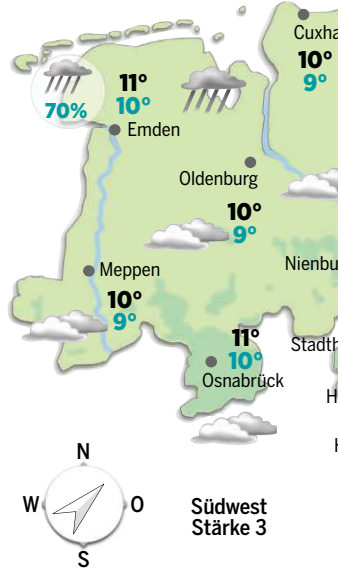 Cuxha
10°
9°
11°
10°
70%
Emden
Oldenburg
10°
9°
Nienbu
Meppen
10°
9°
11°
10°
Stadth
Osnabrück
H
H
N
W
O
S
Südwest
Stärke 3